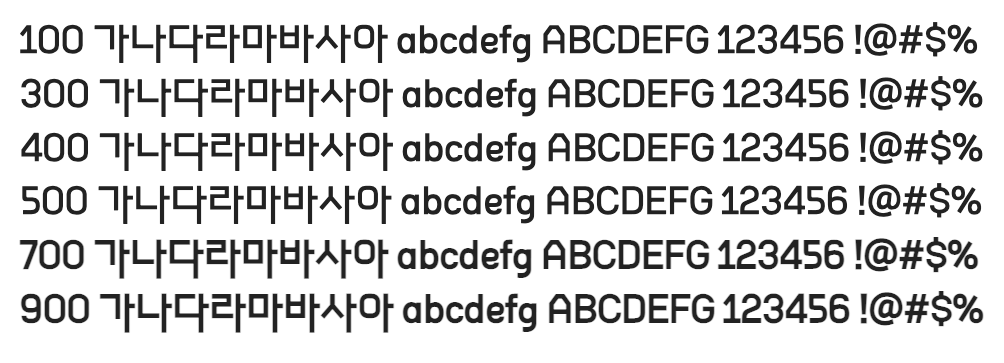 100 가나다라마바사아 abcdefg ABCDEFG 123456 !@#$%
300 가나다라마바사아 abcdefg ABCDEFG 123456 !@#$%
400 가나다라마바사아 abcdefg ABCDEFG 123456 !@#$%
500 가나다라마바사아 abcdefg ABCDEFG 123456 !@#$%
700 가나다라마바사아 abcdefg ABCDEFG 123456 !@#$%
900 가나다라마바사아 abcdefg ABCDEFG 123456 !@#$%